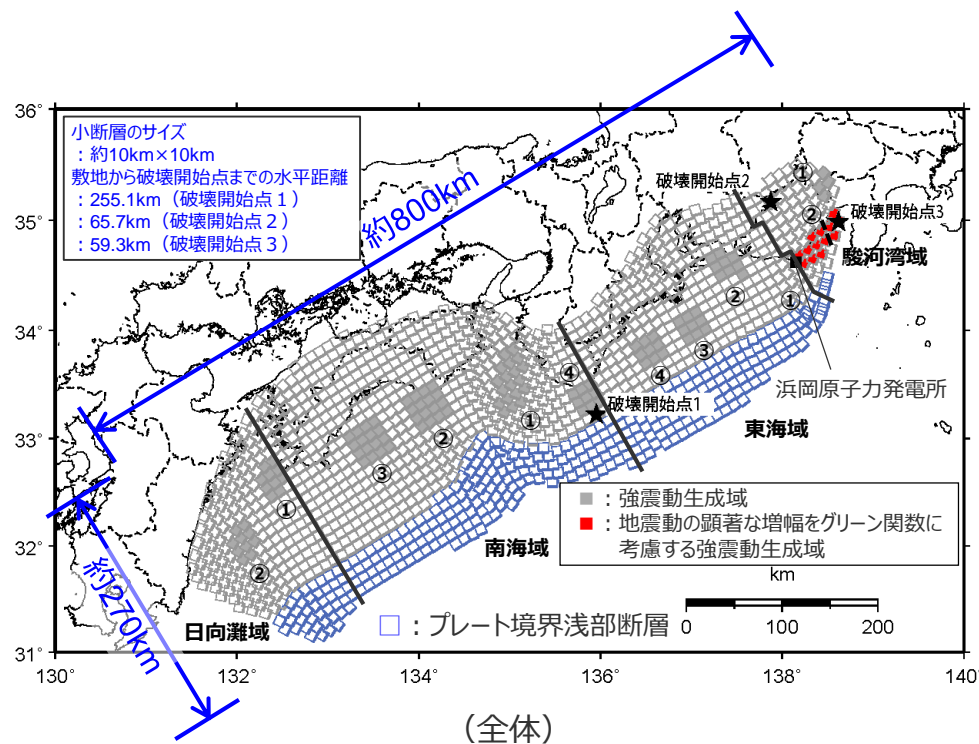 36°
35°
34°
33°
32°
31°
130°
132°
134°
136°
138°
140°
小断層のサイズ
：約10km×10km
敷地から破壊開始点までの水平距離
：255.1km（破壊開始点１）
：65.7km（破壊開始点２）
：59.3km（破壊開始点３）
約800km
約270km
破壊開始点2
破壊開始点3
破壊開始点1
①
②
駿河湾域
①
②
③
④
浜岡原子力発電所
東海域
④
①
②
③
南海域
①
②
日向灘域
：強震動生成域
：地震動の顕著な増幅をグリーン関数に
考慮する強震動生成域
：プレート境界浅部断層
km
0
100
200
（全体）